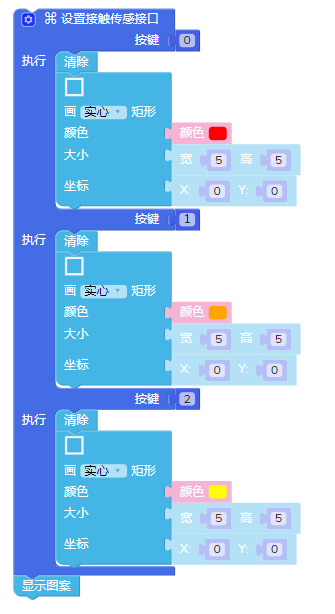 ⌘ 设置接触传感接口
按键 0
执行 清除
画 实心 矩形
颜色 颜色
大小 宽 5 高 5
坐标 X: 0 Y: 0
按键 1
执行 清除
画 实心 矩形
颜色 颜色
大小 宽 5 高 5
坐标 X: 0 Y: 0
按键 2
执行 清除
画 实心 矩形
颜色 颜色
大小 宽 5 高 5
坐标 X: 0 Y: 0
显示图案